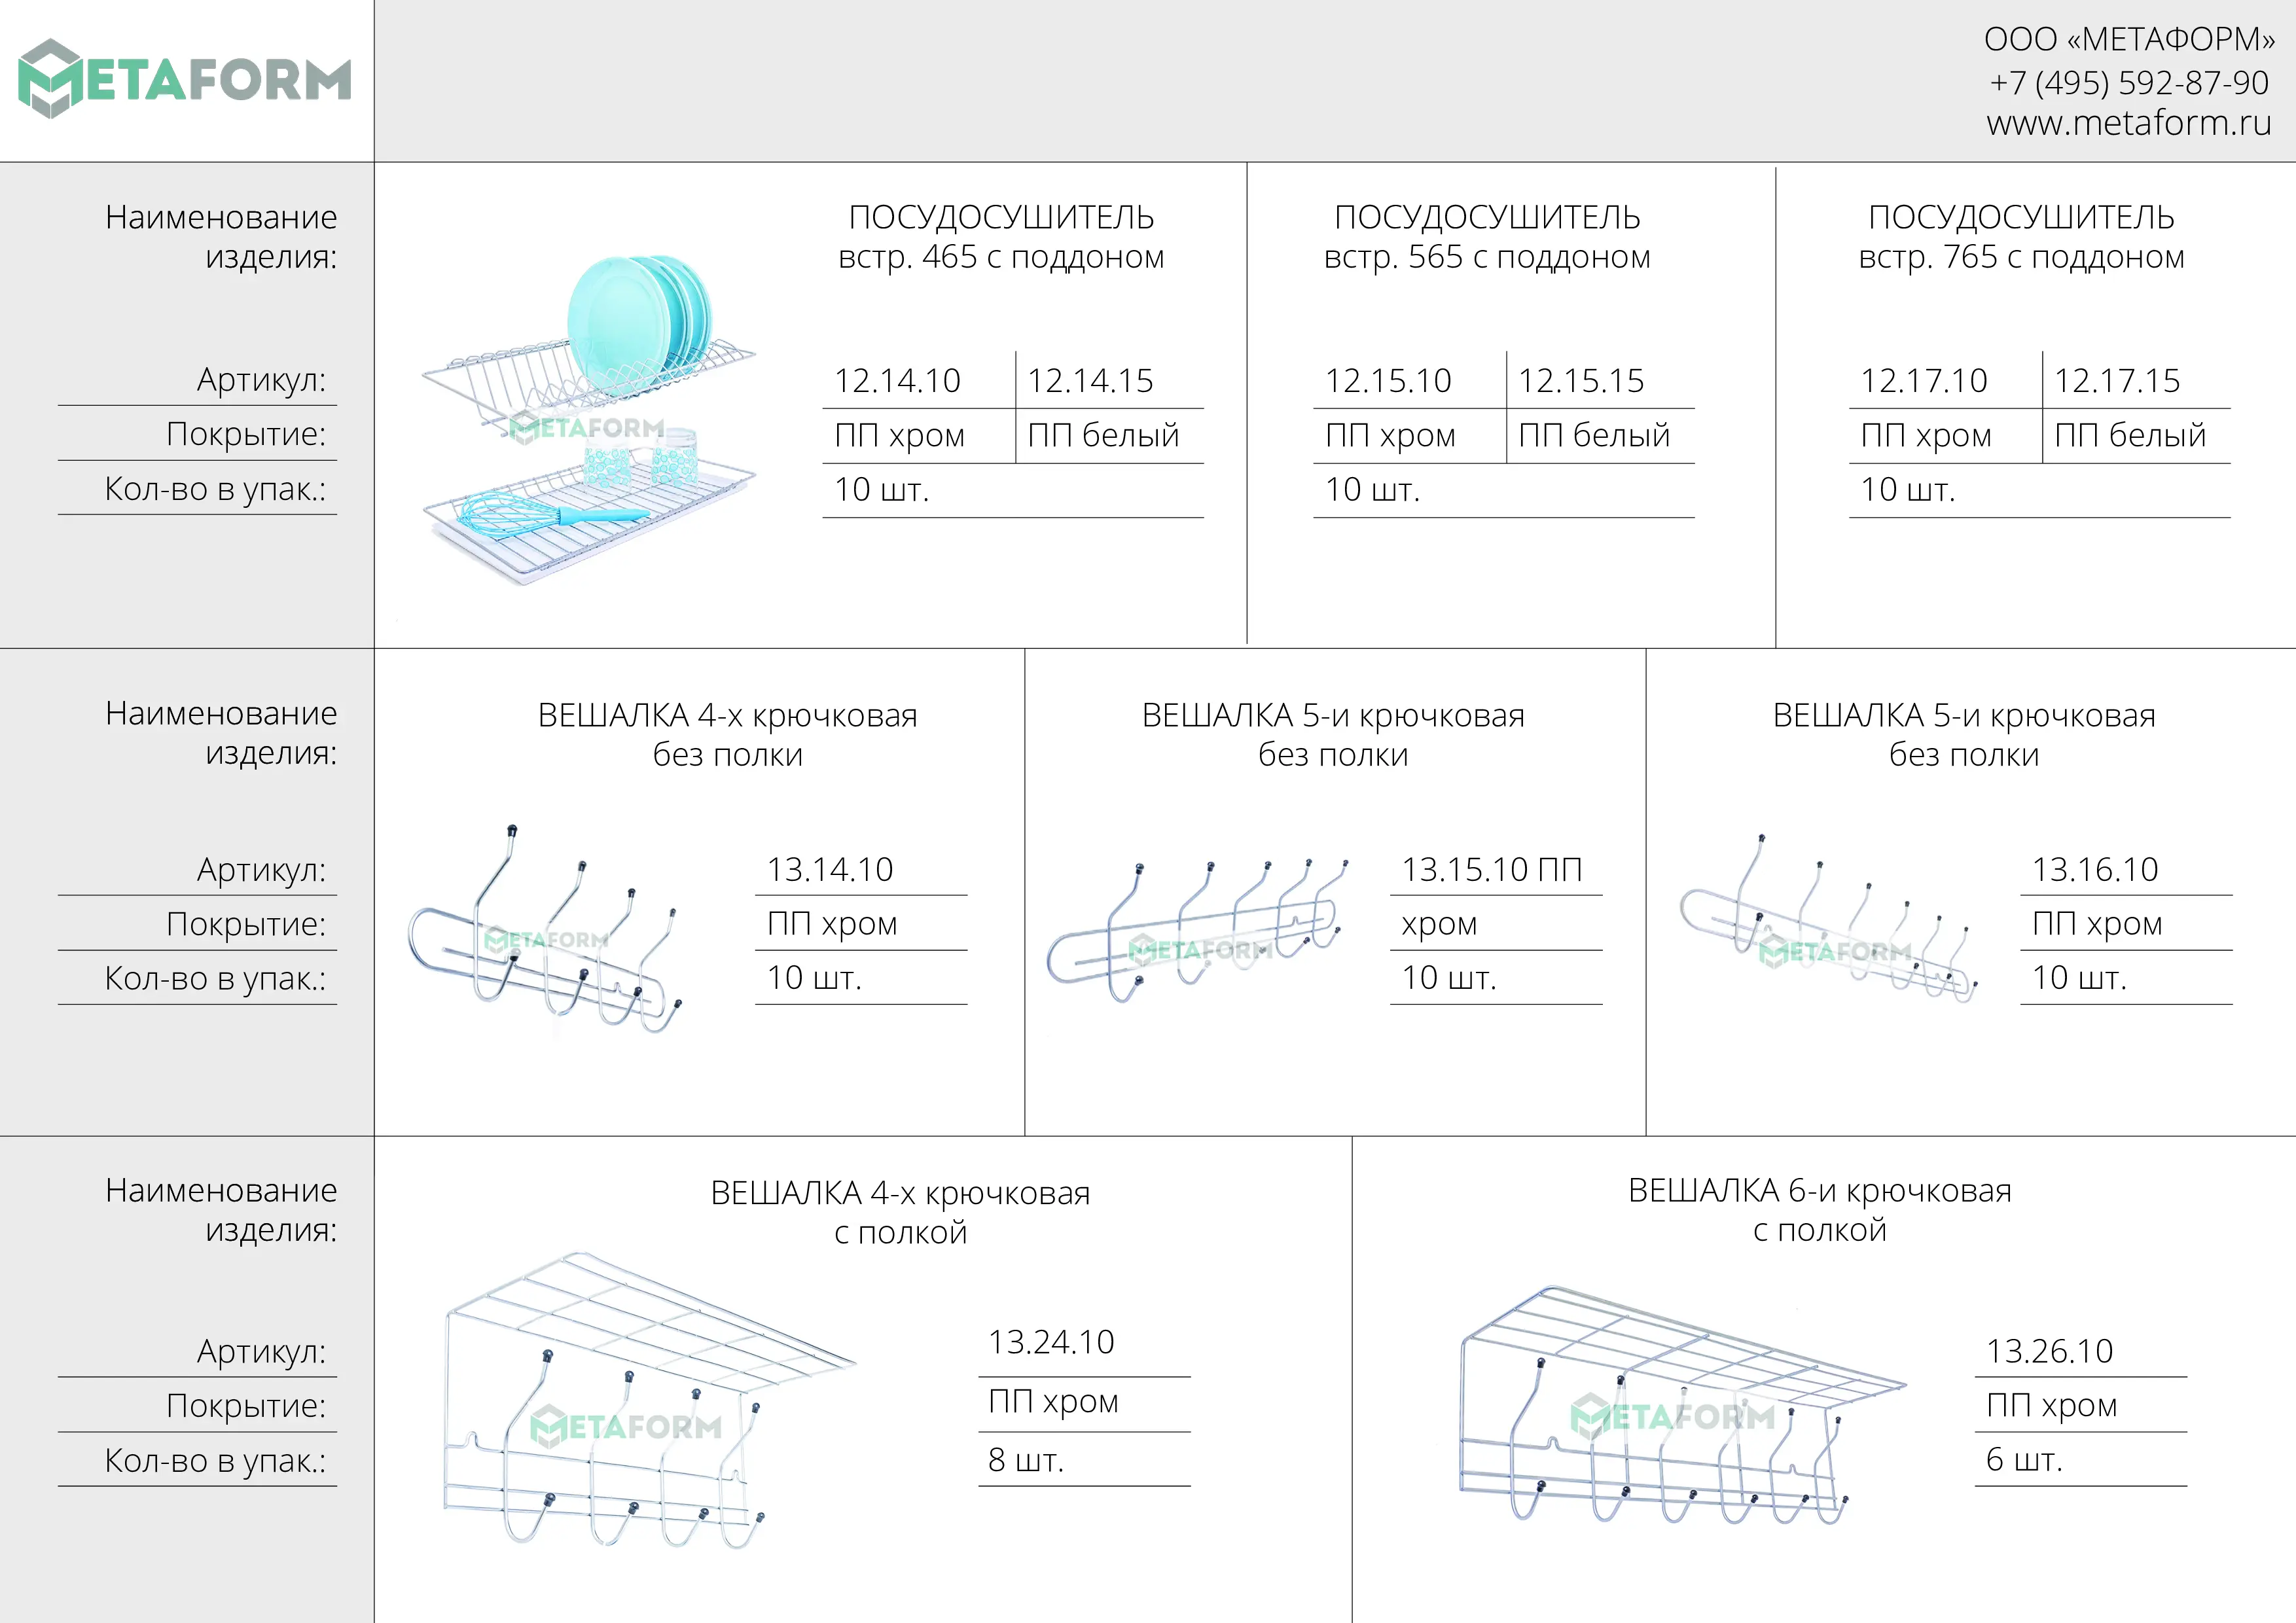 METAFORM
ООО «МЕТАФОРМ»
+7 (495) 592-87-90
www.metaform.ru
Наименование
изделия:
Артикул:
Покрытие:
Кол-во в упак.:
METAFORM
ПОСУДОСУШИТЕЛЬ
встр. 465 с поддоном
12.14.10 12.14.15
ПП хром ПП белый
10 шт.
ПОСУДОСУШИТЕЛЬ
встр. 565 с поддоном
12.15.10 12.15.15
ПП хром ПП белый
10 шт.
ПОСУДОСУШИТЕЛЬ
встр. 765 с поддоном
12.17.10 12.17.15
ПП хром ПП белый
10 шт.
Наименование
изделия:
Артикул:
Покрытие:
Кол-во в упак.:
ВЕШАЛКА 4-х крючковая
без полки
METAFORM
13.14.10
ПП хром
10 шт.
ВЕШАЛКА 5-и крючковая
без полки
METAFORM
13.15.10 ПП
хром
10 шт.
ВЕШАЛКА 5-и крючковая
без полки
METAFORM
13.16.10
ПП хром
10 шт.
Наименование
изделия:
Артикул:
Покрытие:
Кол-во в упак.:
ВЕШАЛКА 4-х крючковая
с полкой
METAFORM
13.24.10
ПП хром
8 шт.
ВЕШАЛКА 6-и крючковая
с полкой
METAFORM
13.26.10
ПП хром
6 шт.